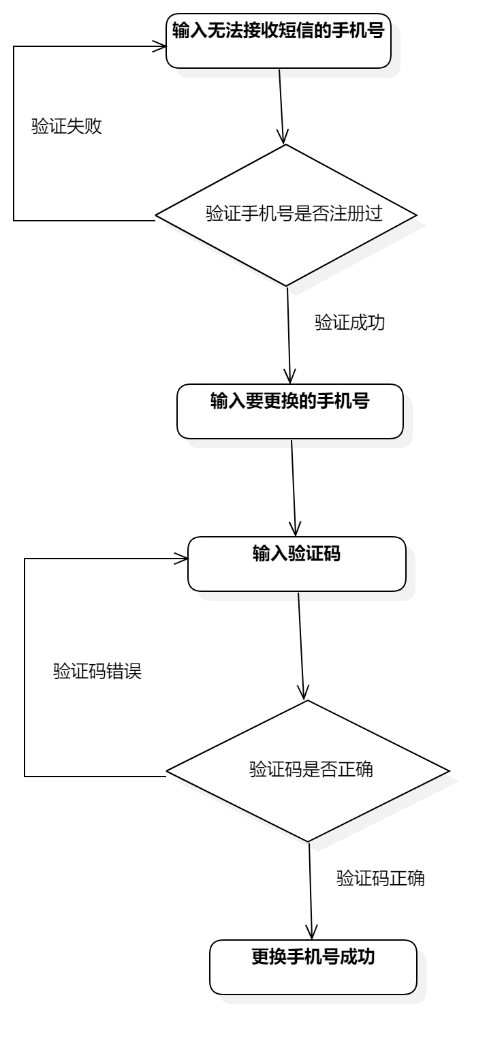 输入无法接收短信的手机号
验证失败
验证手机号是否注册过
验证成功
输入要更换的手机号
输入验证码
验证码错误
验证码是否正确
验证码正确
更换手机号成功